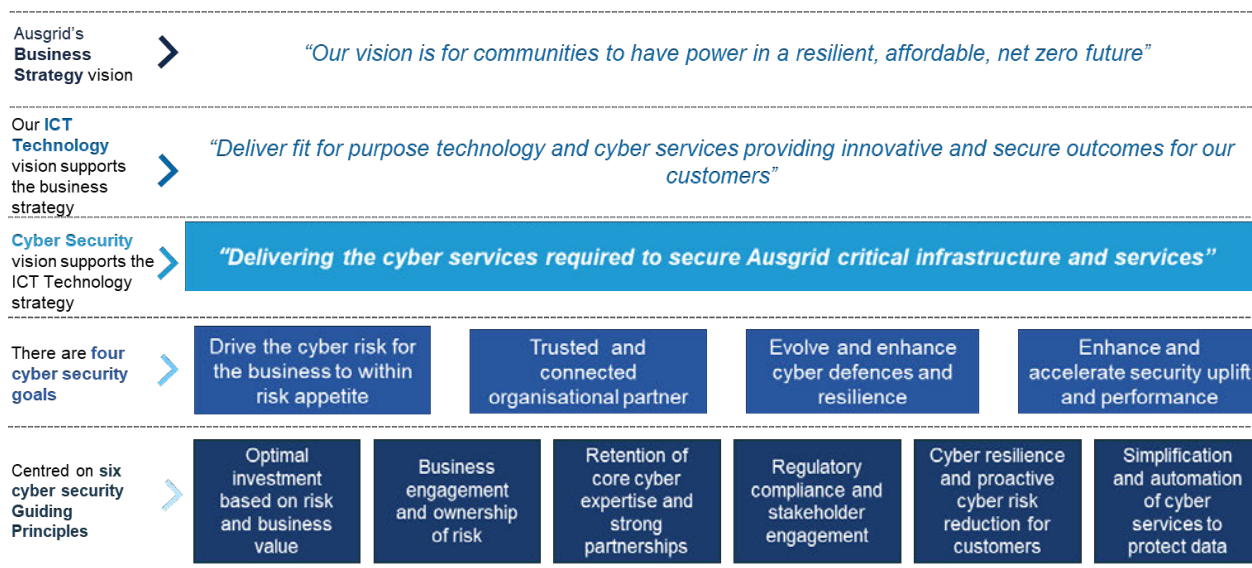 Ausgrid's
Business
Strategy vision
“Our vision is for communities to have power in a resilient, affordable, net zero future”
Our ICT
Technology
vision supports
the business
strategy
“Deliver fit for purpose technology and cyber services providing innovative and secure outcomes for our
customers”
Cyber Security
vision supports the
ICT Technology
strategy
“Delivering the cyber services required to secure Ausgrid critical infrastructure and services”
There are four
cyber security
goals
Drive the cyber risk for
the business to within
risk appetite
Trusted and
connected
organisational partner
Evolve and enhance
cyber defences and
resilience
Enhance and
accelerate security uplift
and performance
Centred on six
cyber security
Guiding
Principles
Optimal
investment
based on risk
and business
value
Business
engagement
and ownership
of risk
Retention of
core cyber
expertise and
strong
partnerships
Regulatory
compliance and
stakeholder
engagement
Cyber resilience
and proactive
cyber risk
reduction for
customers
Simplification
and automation
of cyber
services to
protect data